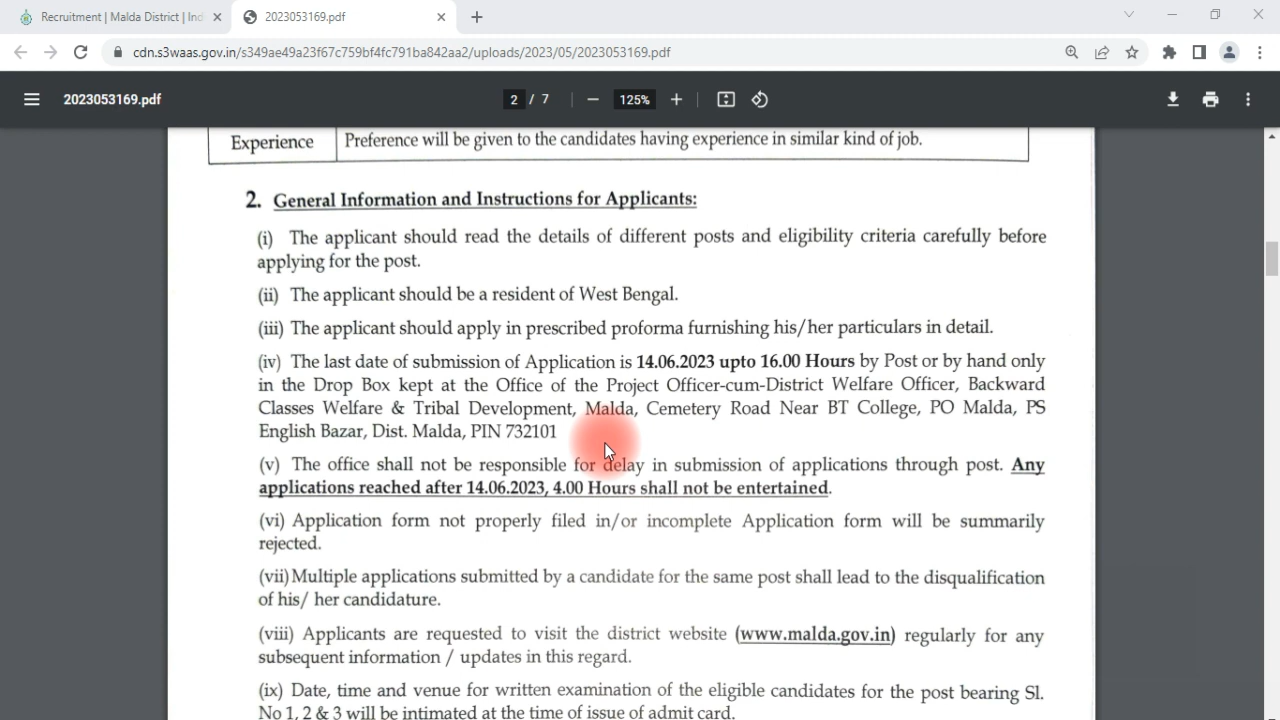 Recruitment | Malda District | Ind
2023053169.pdf
cdn.s3waas.gov.in/s349ae49a23f67c759bf4fc791ba842aa2/uploads/2023/05/2023053169.pdf
2023053169.pdf
2 / 7
125%
Experience
Preference will be given to the candidates having experience in similar kind of job.
2. General Information and Instructions for Applicants:
(i) The applicant should read the details of different posts and eligibility criteria carefully before
applying for the post.
(ii) The applicant should be a resident of West Bengal.
(iii) The applicant should apply in prescribed proforma furnishing his/her particulars in detail.
(iv) The last date of submission of Application is 14.06.2023 upto 16.00 Hours by Post or by hand only
in the Drop Box kept at the Office of the Project Officer-cum-District Welfare Officer, Backward
Classes Welfare & Tribal Development, Malda, Cemetery Road Near BT College, PO Malda, PS
English Bazar, Dist. Malda, PIN 732101
(v) The office shall not be responsible for delay in submission of applications through post. Any
applications reached after 14.06.2023, 4.00 Hours shall not be entertained.
(vi) Application form not properly filed in/or incomplete Application form will be summarily
rejected.
(vii) Multiple applications submitted by a candidate for the same post shall lead to the disqualification
of his/ her candidature.
(viii) Applicants are requested to visit the district website (www.malda.gov.in) regularly for any
subsequent information / updates in this regard.
(ix) Date, time and venue for written examination of the eligible candidates for the post bearing Sl.
No 1, 2 & 3 will be intimated at the time of issue of admit card.